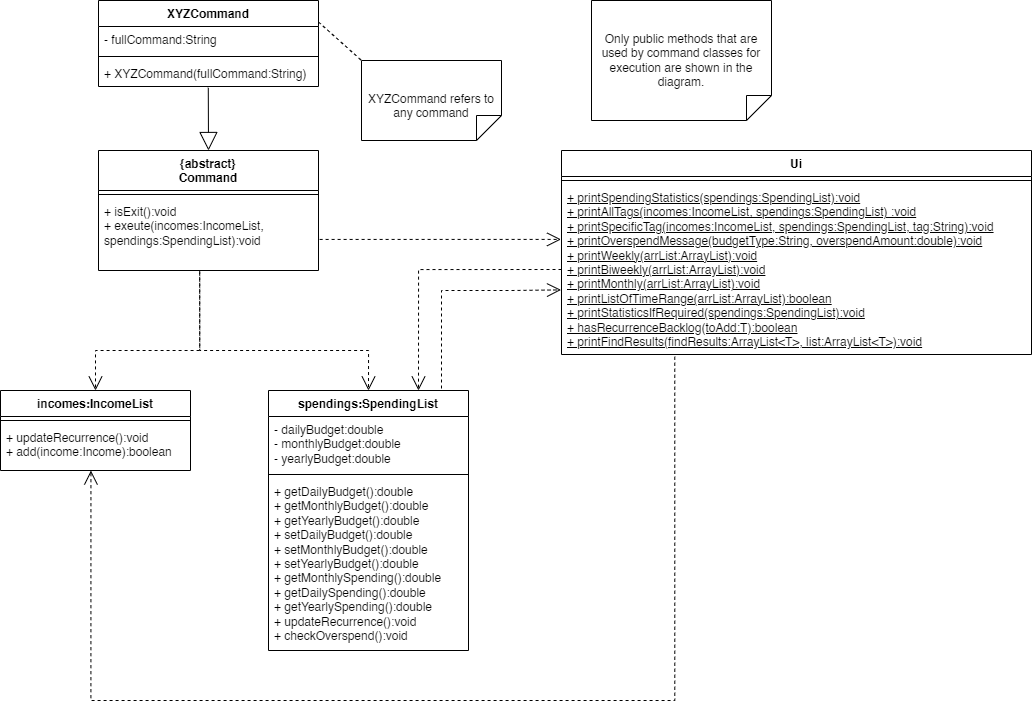 XYZCommand
- fullCommand:String
+ XYZCommand(fullCommand:String)
XYZCommand refers to
any command
Only public methods that are
used by command classes for
execution are shown in the
diagram.
{abstract}
Command
+ isExit():void
+ exeute(incomes:IncomeList,
spendings:SpendingList):void
Ui
+ printSpendingStatistics(spendings:SpendingList):void
+ printAllTags(incomes:IncomeList, spendings:SpendingList) :void
+ printSpecificTag(incomes:IncomeList, spendings:SpendingList, tag:String):void
+ printOverspendMessage(budgetType:String, overspendAmount:double):void
+ printWeekly(arrList:ArrayList):void
+ printBiweekly(arrList:ArrayList):void
+ printMonthly(arrList:ArrayList):void
+ printListOfTimeRange(arrList:ArrayList):boolean
+ printStatisticsIfRequired(spendings:SpendingList):void
+ hasRecurrenceBacklog(toAdd:T):boolean
+ printFindResults(findResults:ArrayList<T>, list:ArrayList<T>):void
incomes:IncomeList
+ updateRecurrence():void
+ add(income:Income):boolean
spendings:SpendingList
- dailyBudget:double
- monthlyBudget:double
- yearlyBudget:double
+ getDailyBudget():double
+ getMonthlyBudget():double
+ getYearlyBudget():double
+ setDailyBudget():double
+ setMonthlyBudget():double
+ setYearlyBudget():double
+ getMonthlySpending():double
+ getDailySpending():double
+ getYearlySpending():double
+ updateRecurrence():void
+ checkOverspend():void